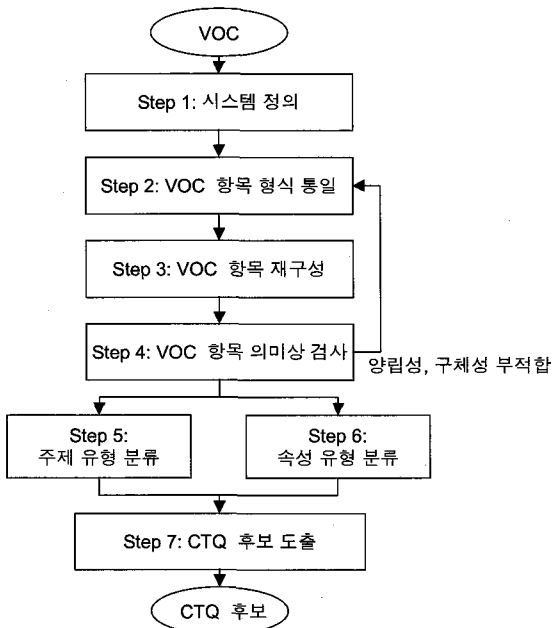 VOC
Step 1: 시스템 정의
Step 2: VOC 항목 형식 통일
Step 3: VOC 항목 재구성
Step 4: VOC 항목 의미상 검사
양립성, 구체성 부적합
Step 5:
주제 유형 분류
Step 6:
속성 유형 분류
Step 7: CTQ 후보 도출
CTQ 후보